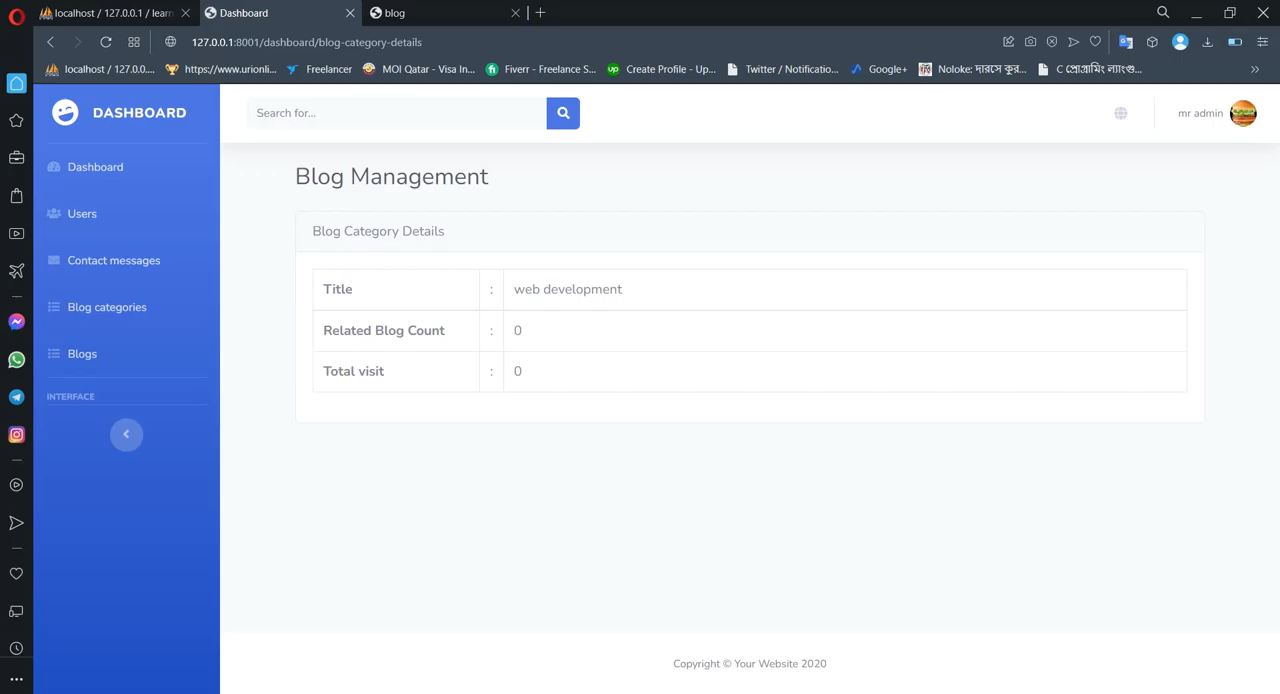 localhost / 127.0.0.1 / learn
Dashboard
blog
127.0.0.1:8001/dashboard/blog-category-details
localhost / 127.0.0....
https://www.urionli...
Freelancer
MOI Qatar - Visa In...
Fiverr - Freelance S...
Create Profile - Up...
Twitter / Notificatio...
Google+
Noloke: দারসে কুর...
C প্রোগ্রামিং ল্যাংগু...
DASHBOARD
Search for...
mr admin
Dashboard
Users
Contact messages
Blog categories
Blogs
INTERFACE
Blog Management
Blog Category Details
Title : web development
Related Blog Count : 0
Total visit : 0
Copyright © Your Website 2020